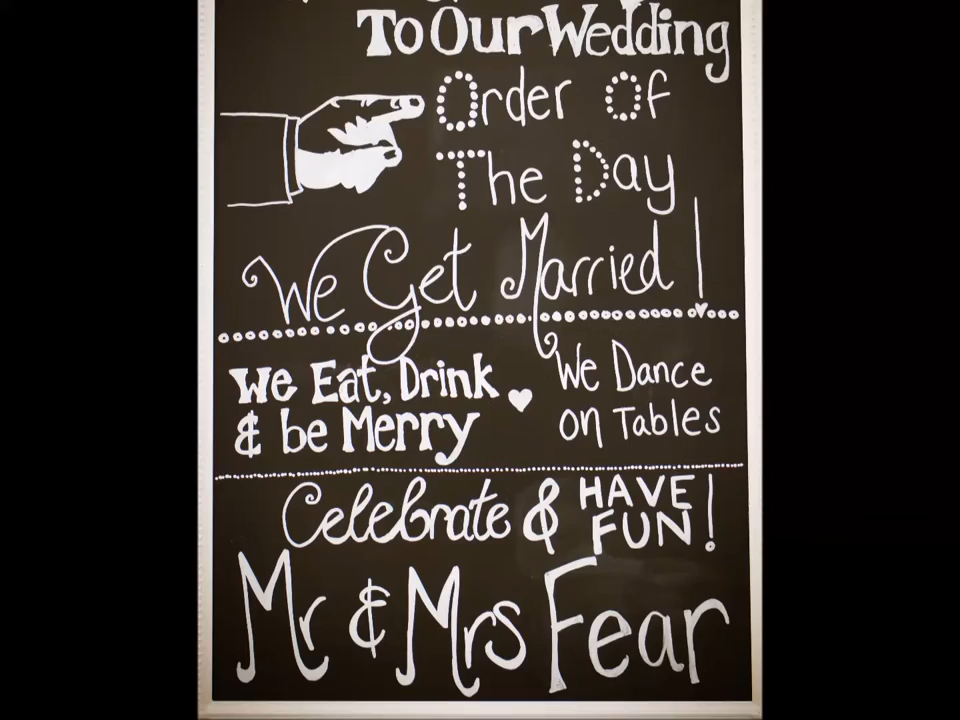 To Our Wedding
Order Of
The Day
We Get Married!
We Eat, Drink
& be Merry
We Dance
on Tables
Celebrate & HAVE FUN!
Mr & Mrs Fear